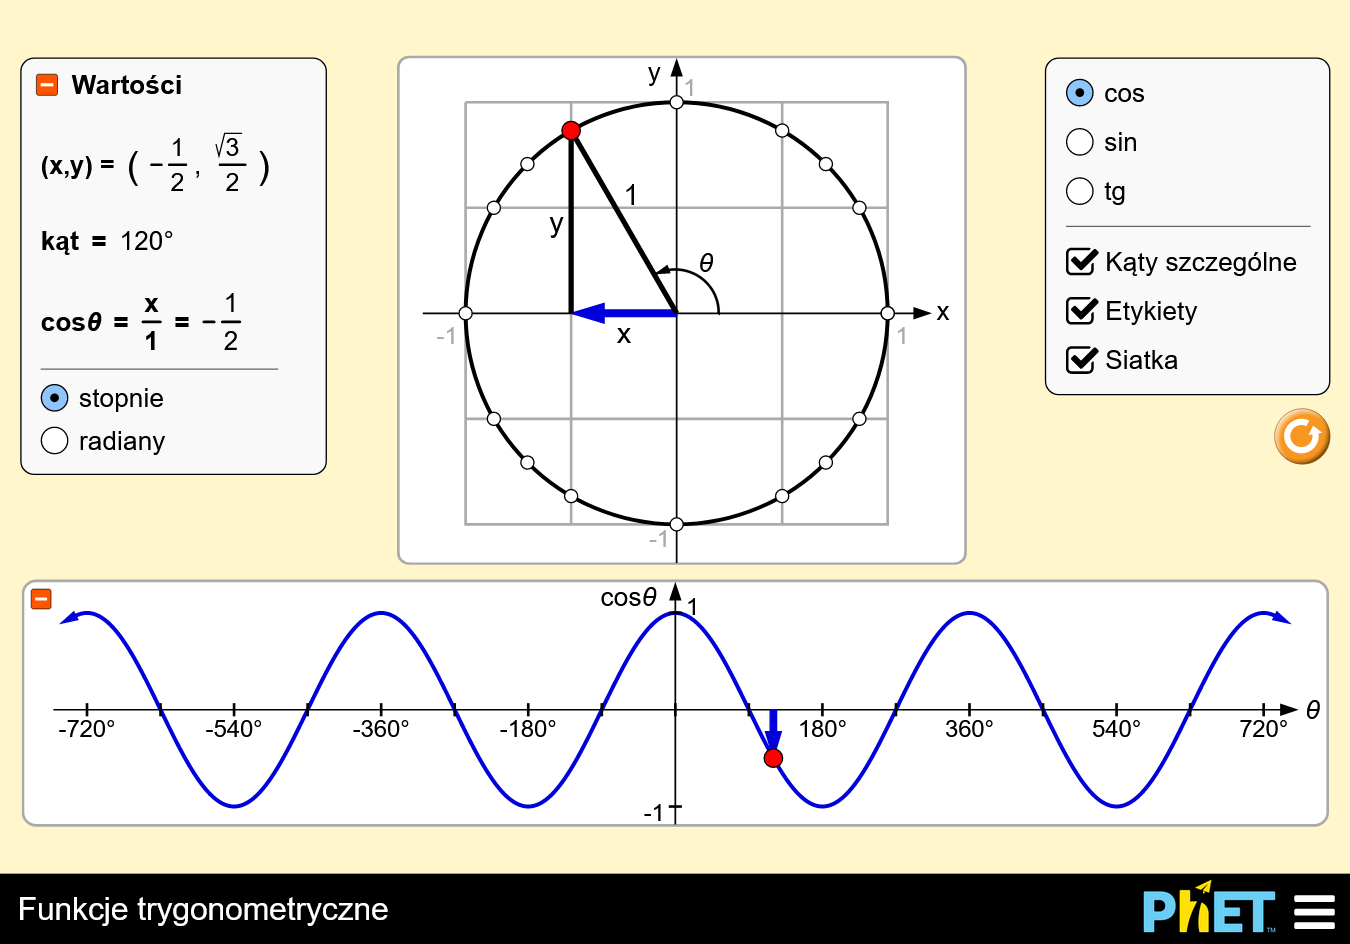 Wartości
(x,y) = ( −1/2 , √3/2 )
kąt = 120°
cosθ = x/1 = −1/2
stopnie
radiany
y
1
1
y
θ
x
x
-1
1
-1
cos
sin
tg
Kąty szczególne
Etykiety
Siatka
cosθ
1
-720°
-540°
-360°
-180°
180°
360°
540°
720°
θ
-1
Funkcje trygonometryczne
PhET™